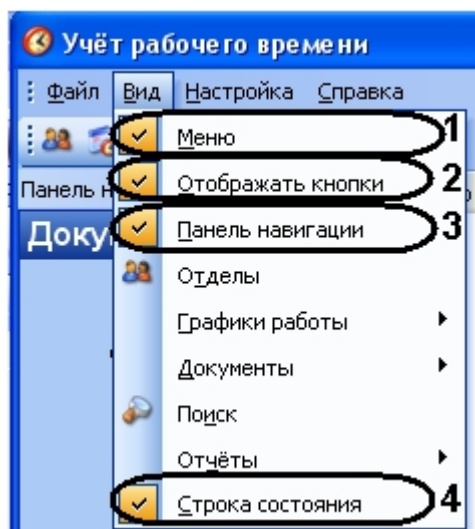 Учёт рабочего времени
Файл Вид Настройка Справка
Меню 1
Отображать кнопки 2
Панель н
Панель навигации 3
Доку
Отделы
Графики работы
Документы
Поиск
Отчёты
Строка состояния 4